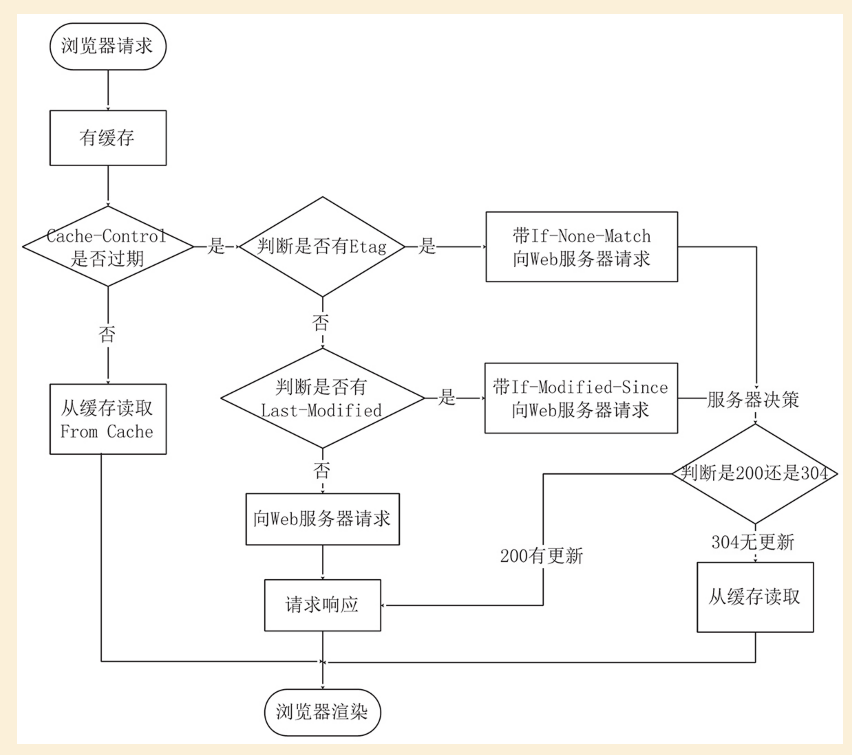 浏览器请求
有缓存
Cache-Control
是否过期
是
判断是否有Etag
是
带If-None-Match
向Web服务器请求
否
否
从缓存读取
From Cache
判断是否有
Last-Modified
是
带If-Modified-Since
向Web服务器请求
服务器决策
判断是200还是304
否
向Web服务器请求
200有更新
304无更新
请求响应
从缓存读取
浏览器渲染